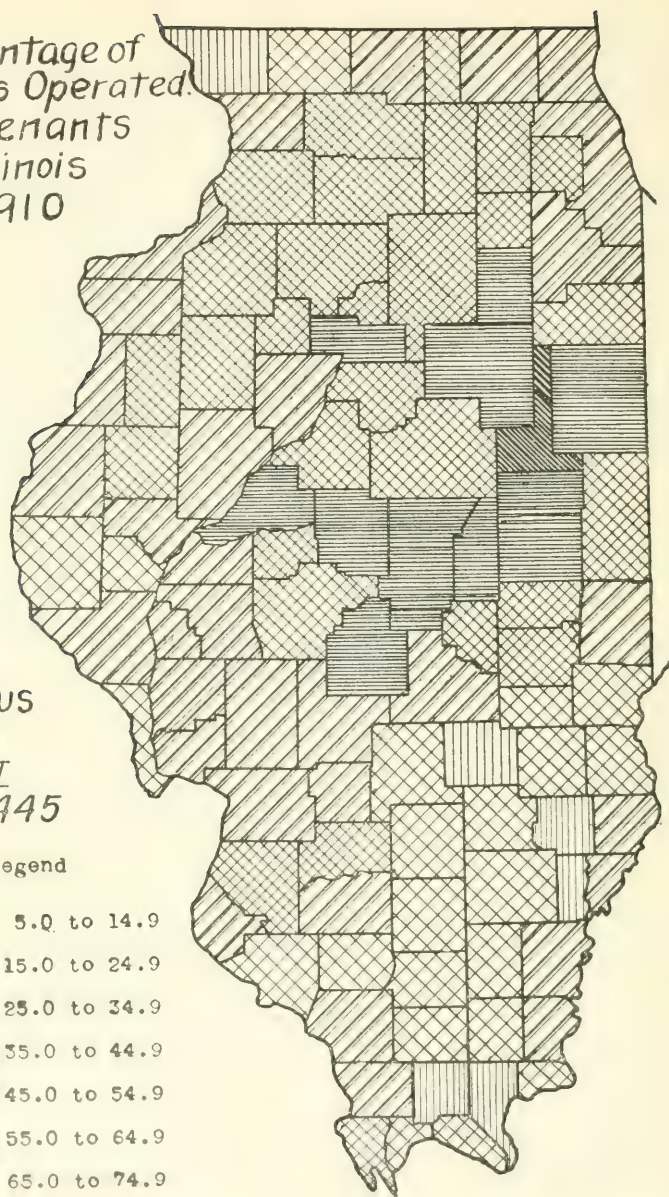 ntage of
s Operated.
enants
inois
910
US
I
445
egend
5.0 to 14.9
15.0 to 24.9
25.0 to 34.9
35.0 to 44.9
45.0 to 54.9
55.0 to 64.9
65.0 to 74.9